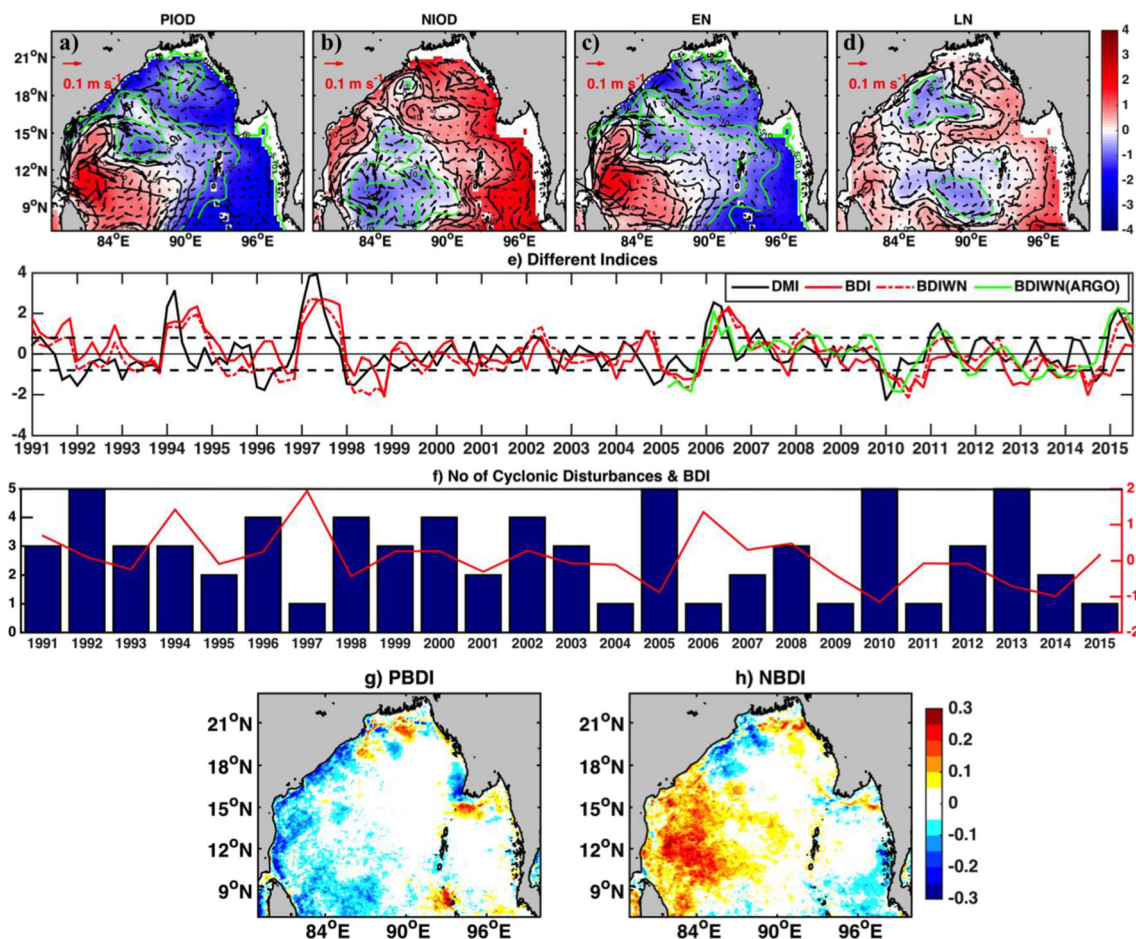 PIOD NIOD EN LN
a) b) c) d)
0.1 m s⁻¹ 0.1 m s⁻¹ 0.1 m s⁻¹ 0.1 m s⁻¹
21°N
18°N
15°N
12°N
9°N
84°E 90°E 96°E 84°E 90°E 96°E 84°E 90°E 96°E 84°E 90°E 96°E
4
3
2
1
0
-1
-2
-3
-4
e) Different Indices
DMI BDI BDIWN BDIWN(ARGO)
4
2
0
-2
-4
1991 1992 1993 1994 1995 1996 1997 1998 1999 2000 2001 2002 2003 2004 2005 2006 2007 2008 2009 2010 2011 2012 2013 2014 2015
f) No of Cyclonic Disturbances & BDI
5 2
4
3 1
0
2
1 -1
0 -2
1991 1992 1993 1994 1995 1996 1997 1998 1999 2000 2001 2002 2003 2004 2005 2006 2007 2008 2009 2010 2011 2012 2013 2014 2015
g) PBDI h) NBDI
21°N 21°N
18°N 18°N
15°N 15°N
12°N 12°N
9°N 9°N
84°E 90°E 96°E 84°E 90°E 96°E
0.3
0.2
0.1
0
-0.1
-0.2
-0.3